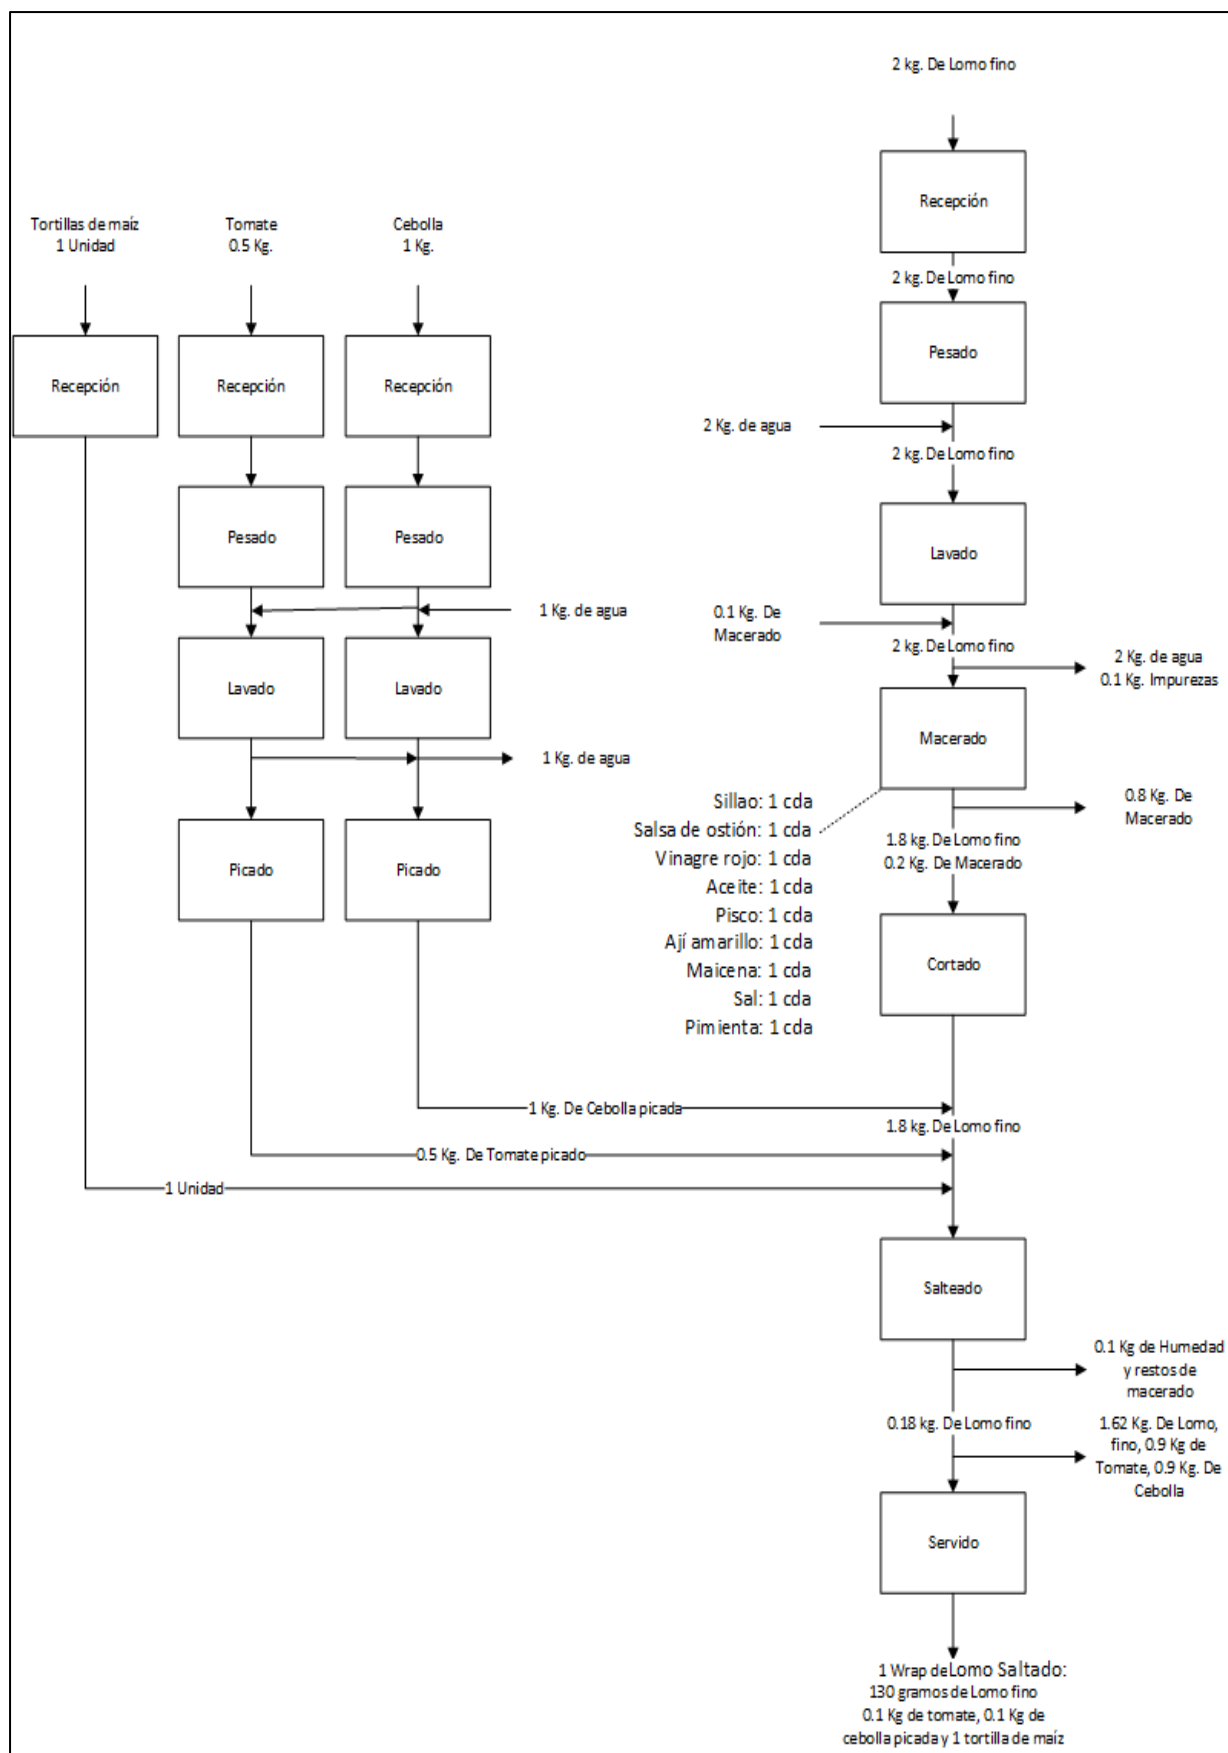 2 kg. De Lomo fino
Recepción
2 kg. De Lomo fino
Pesado
2 Kg. de agua
2 kg. De Lomo fino
Lavado
0.1 Kg. De
Macerado
2 kg. De Lomo fino
2 Kg. de agua
0.1 Kg. Impurezas
Macerado
0.8 Kg. De
Macerado
1.8 kg. De Lomo fino
0.2 Kg. De Macerado
Cortado
Tortillas de maíz
1 Unidad
Tomate
0.5 Kg.
Cebolla
1 Kg.
Recepción
Recepción
Recepción
Pesado
Pesado
1 Kg. de agua
Lavado
Lavado
1 Kg. de agua
Picado
Picado
Sillao: 1 cda
Salsa de ostión: 1 cda
Vinagre rojo: 1 cda
Aceite: 1 cda
Pisco: 1 cda
Ají amarillo: 1 cda
Maicena: 1 cda
Sal: 1 cda
Pimienta: 1 cda
1 Kg. De Cebolla picada
1.8 kg. De Lomo fino
0.5 Kg. De Tomate picado
1 Unidad
Salteado
0.1 Kg de Humedad
y restos de
macerado
0.18 kg. De Lomo fino
1.62 Kg. De Lomo,
fino, 0.9 Kg de
Tomate, 0.9 Kg. De
Cebolla
Servido
1 Wrap de Lomo Saltado:
130 gramos de Lomo fino
0.1 Kg de tomate, 0.1 Kg de
cebolla picada y 1 tortilla de maíz